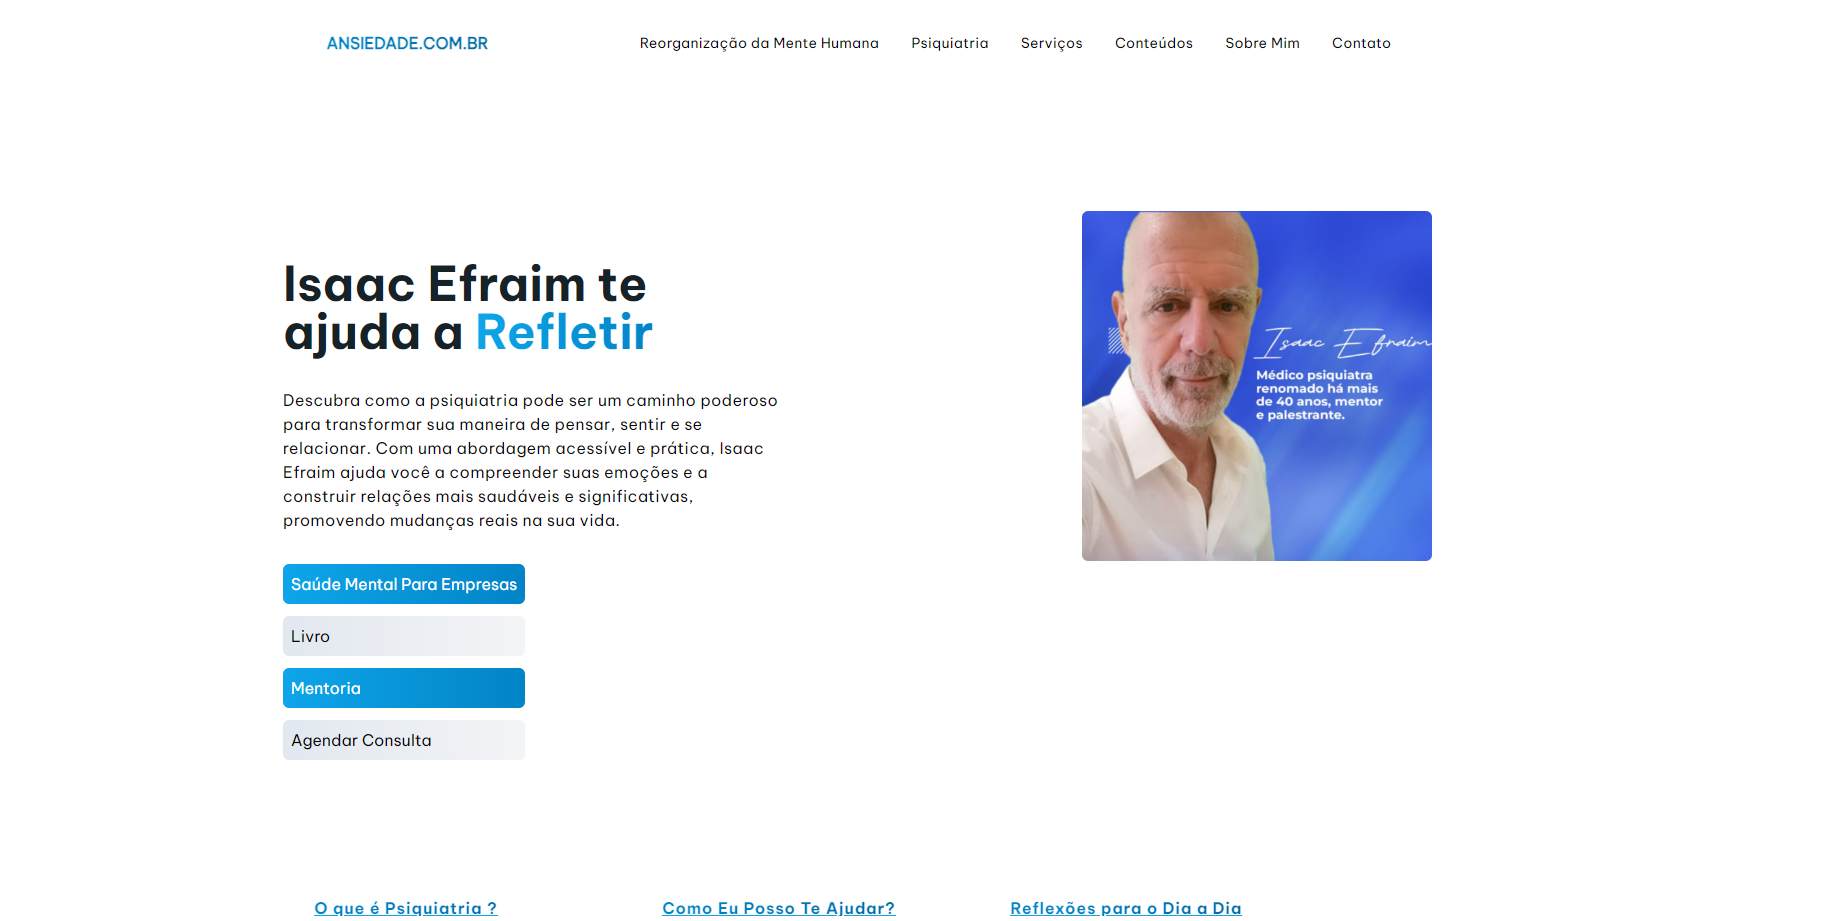 ANSIEDADE.COM.BR
Reorganização da Mente Humana
Psiquiatria
Serviços
Conteúdos
Sobre Mim
Contato
Isaac Efraim te
ajuda a Refletir
Descubra como a psiquiatria pode ser um caminho poderoso
para transformar sua maneira de pensar, sentir e se
relacionar. Com uma abordagem acessível e prática, Isaac
Efraim ajuda você a compreender suas emoções e a
construir relações mais saudáveis e significativas,
promovendo mudanças reais na sua vida.
Saúde Mental Para Empresas
Livro
Mentoria
Agendar Consulta
Isaac Efraim
Médico psiquiatra
renomado há mais
de 40 anos, mentor
e palestrante.
O que é Psiquiatria ?
Como Eu Posso Te Ajudar?
Reflexões para o Dia a Dia